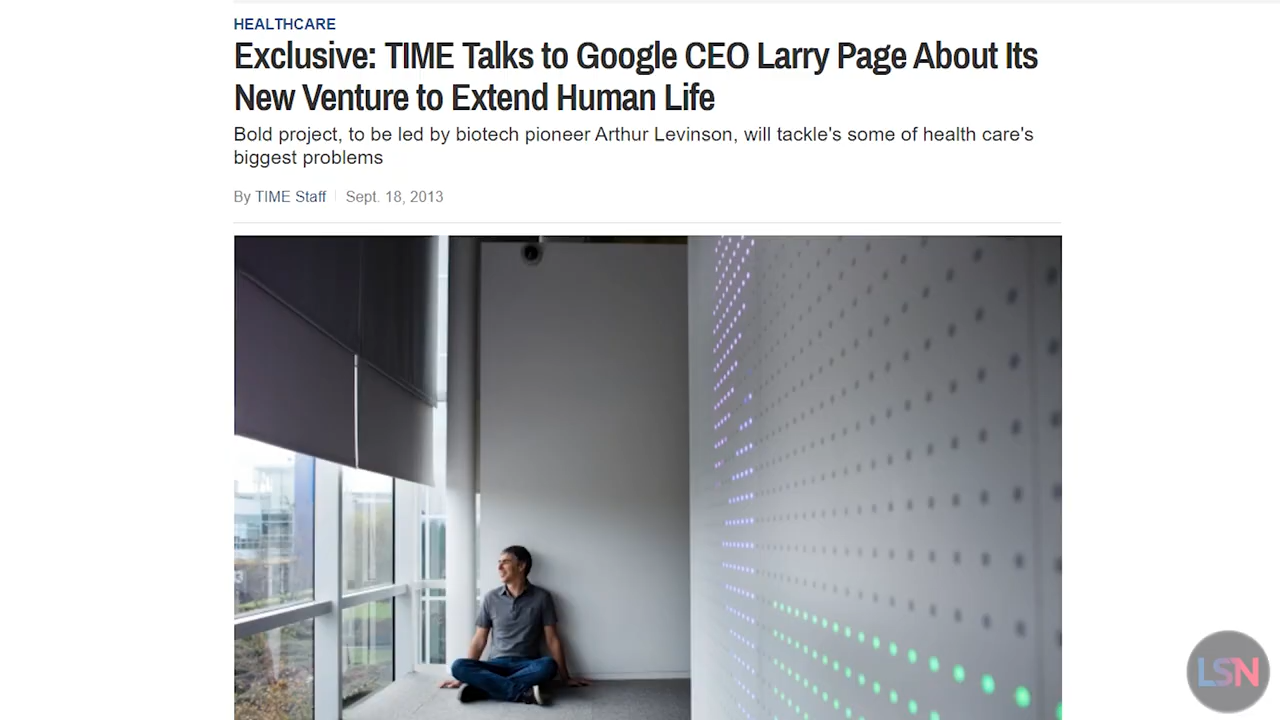 HEALTHCARE
Exclusive: TIME Talks to Google CEO Larry Page About Its
New Venture to Extend Human Life
Bold project, to be led by biotech pioneer Arthur Levinson, will tackle's some of health care's
biggest problems
By TIME Staff Sept. 18, 2013
LSN